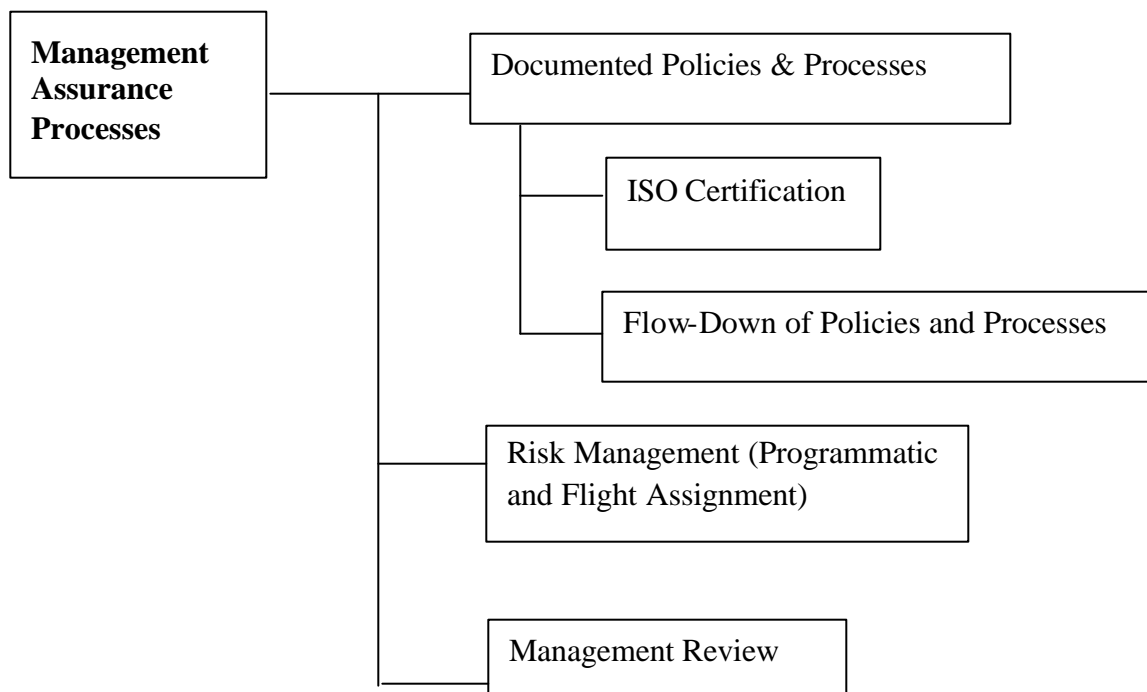 Management
Assurance
Processes
Documented Policies & Processes
ISO Certification
Flow-Down of Policies and Processes
Risk Management (Programmatic
and Flight Assignment)
Management Review